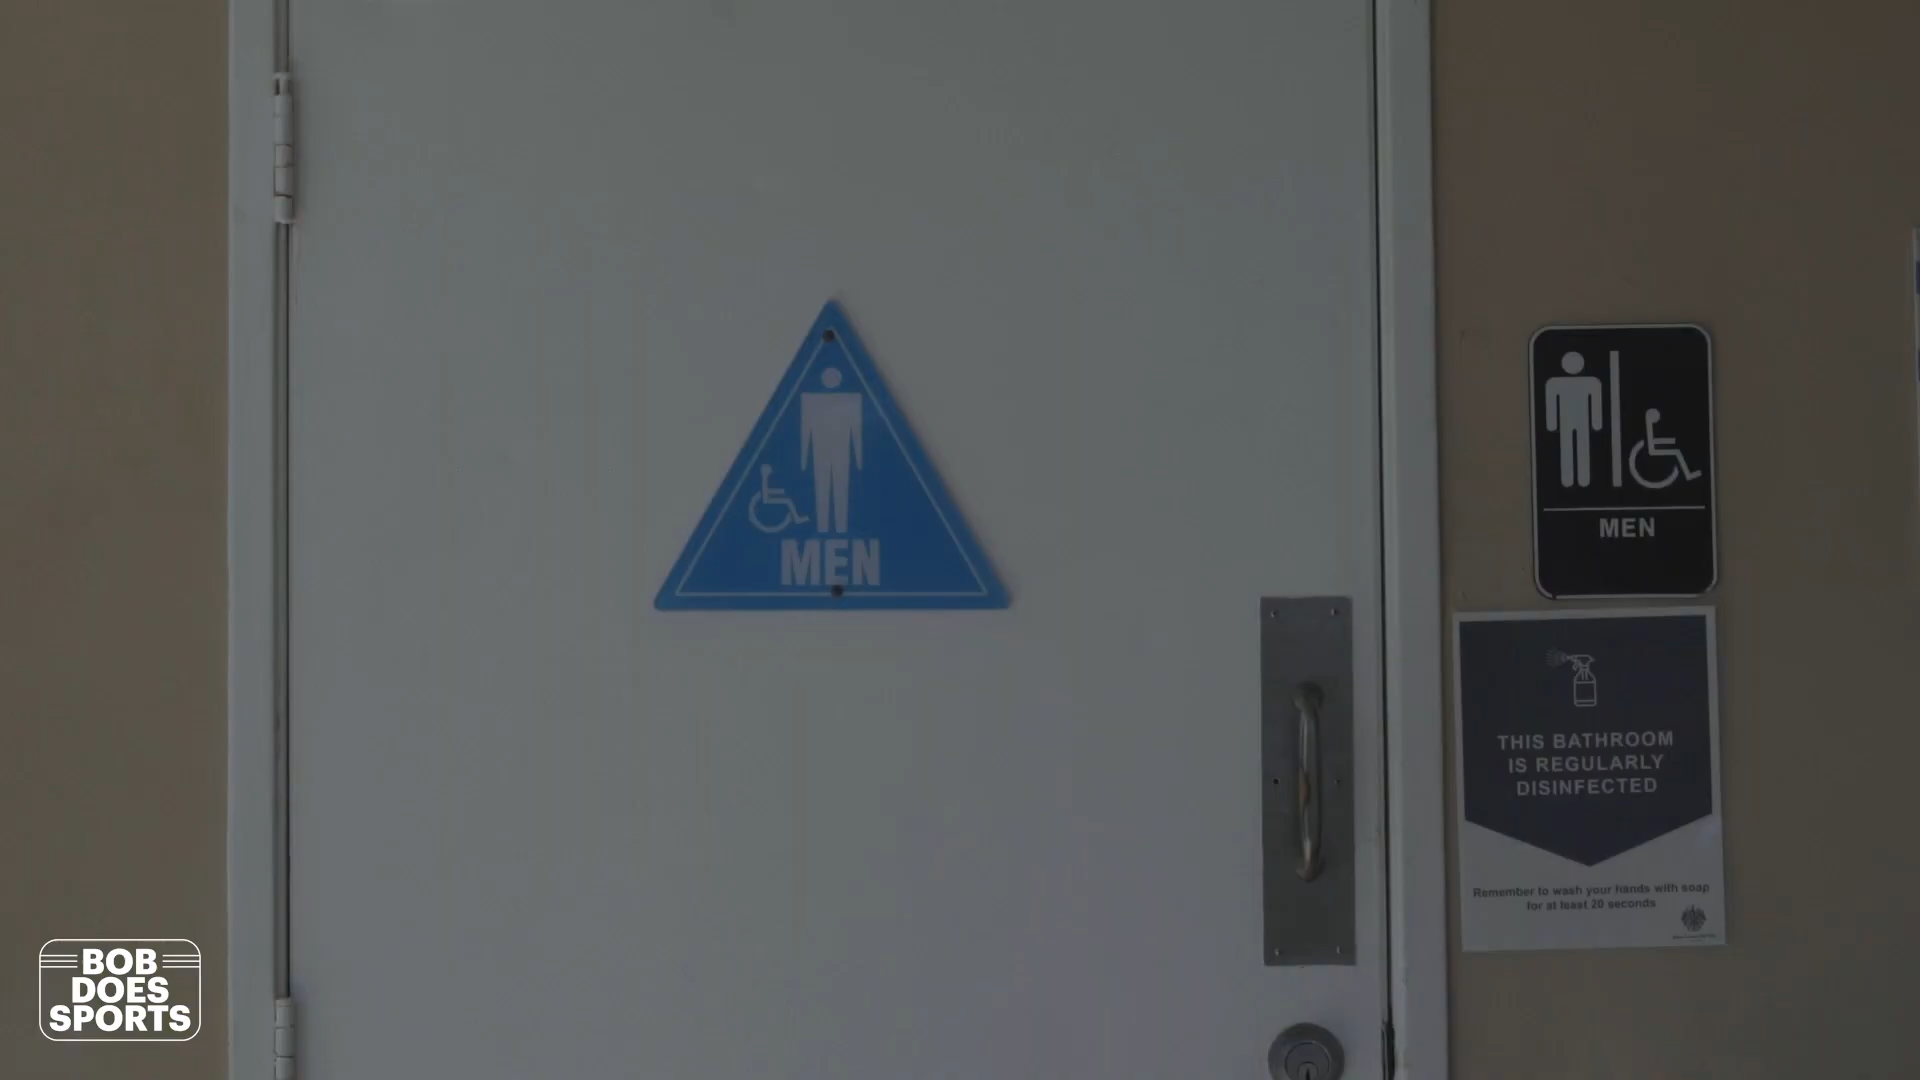 MEN
MEN
THIS BATHROOM
IS REGULARLY
DISINFECTED
Remember to wash your hands with soap
for at least 20 seconds
BOB
DOES
SPORTS